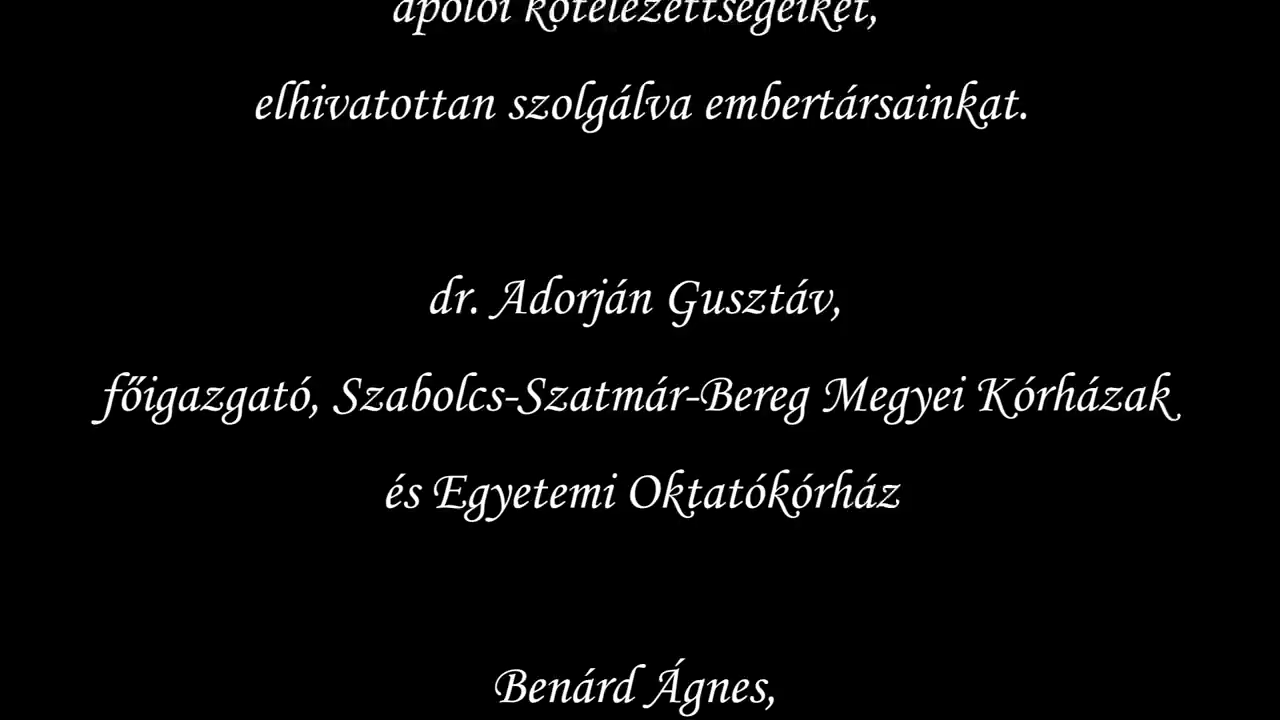 ápolói kötelezettségeiket,
elhivatottan szolgálva embertársainkat.
dr. Adorján Gusztáv,
főigazgató, Szabolcs-Szatmár-Bereg Megyei Kórházak
és Egyetemi Oktatókórház
Benárd Ágnes,